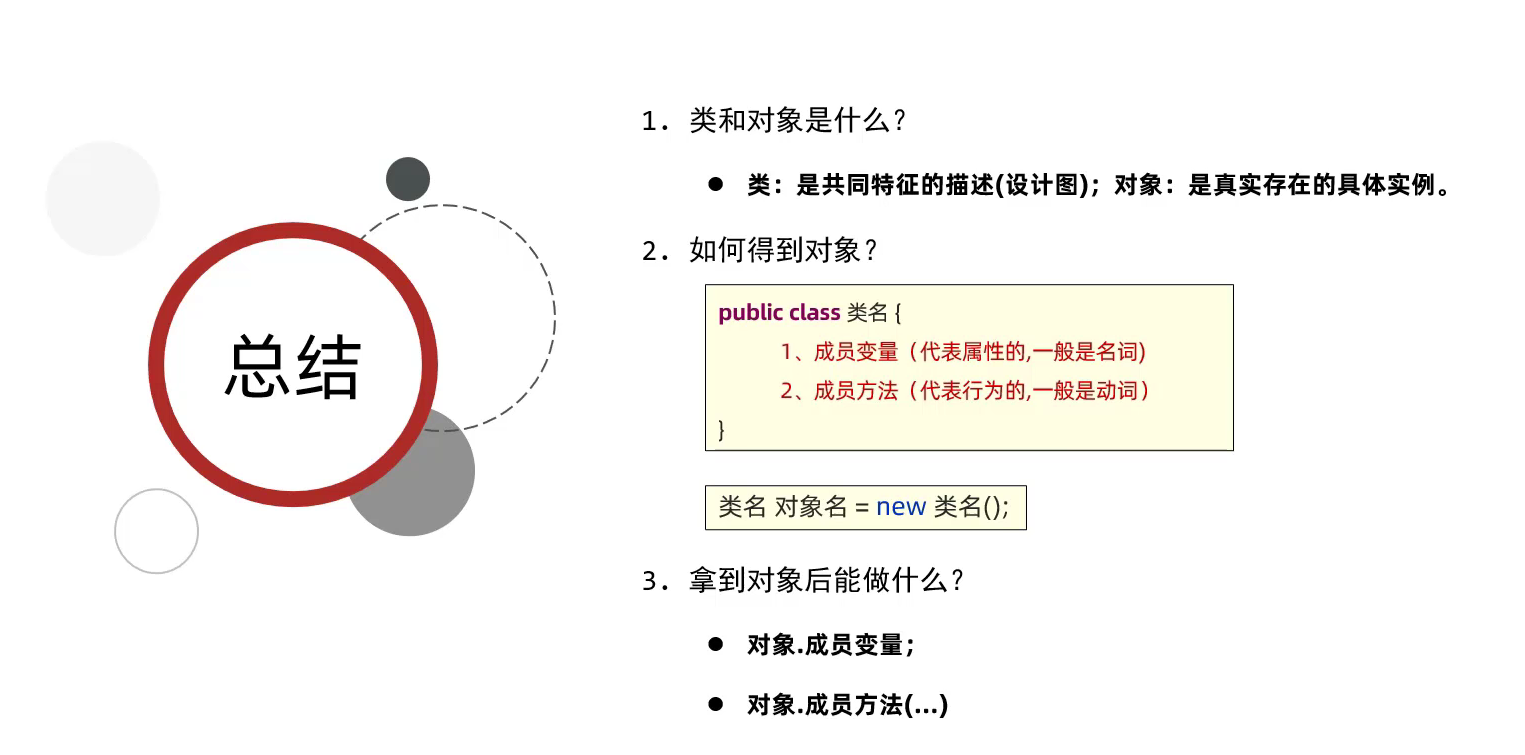 总结
1. 类和对象是什么？
● 类：是共同特征的描述(设计图)；对象：是真实存在的具体实例。
2. 如何得到对象？
public class 类名 {
1、成员变量（代表属性的,一般是名词)
2、成员方法（代表行为的,一般是动词）
}
类名 对象名 = new 类名();
3. 拿到对象后能做什么？
● 对象.成员变量；
● 对象.成员方法(...)